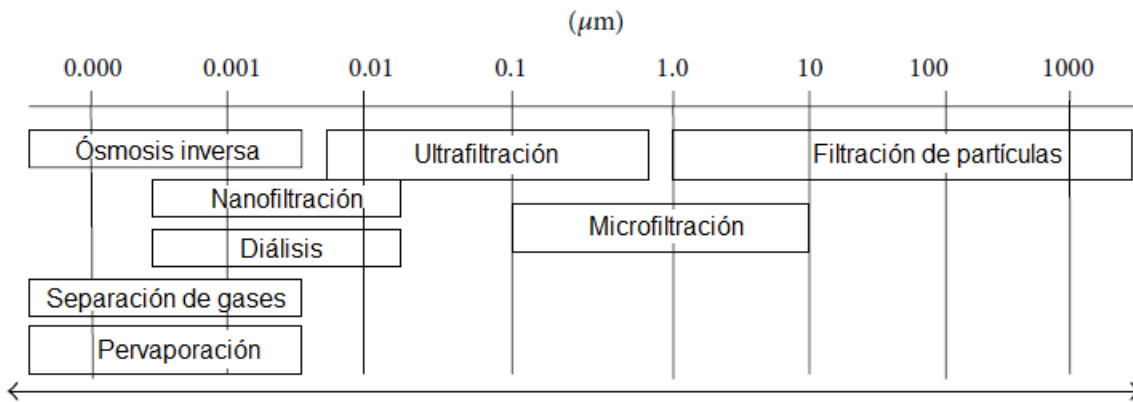 (μm)
0.000 0.001 0.01 0.1 1.0 10 100 1000
Ósmosis inversa Ultrafiltración Filtración de partículas
Nanofiltración
Microfiltración
Diálisis
Separación de gases
Pervaporación